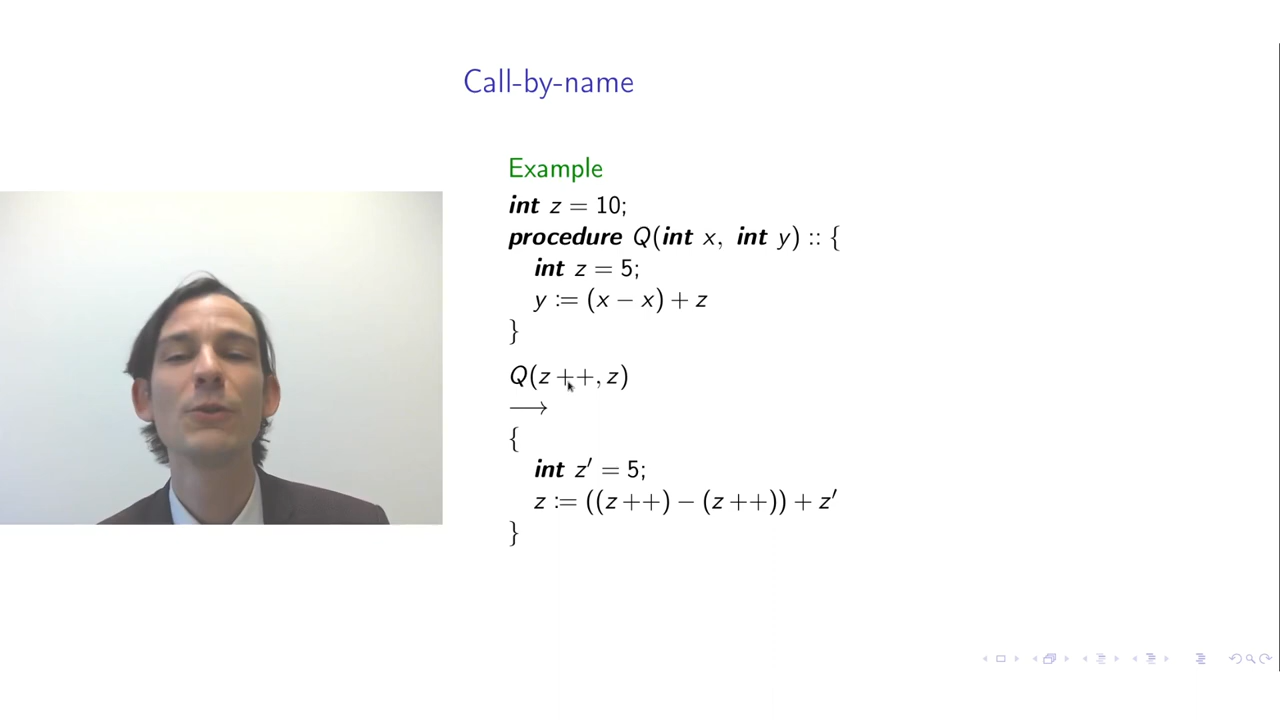 Call-by-name
Example
int z = 10;
procedure Q(int x, int y) :: {
int z = 5;
y := (x − x) + z
}
Q(z ++, z)
⟶
{
int z′ = 5;
z := ((z ++) − (z ++)) + z′
}